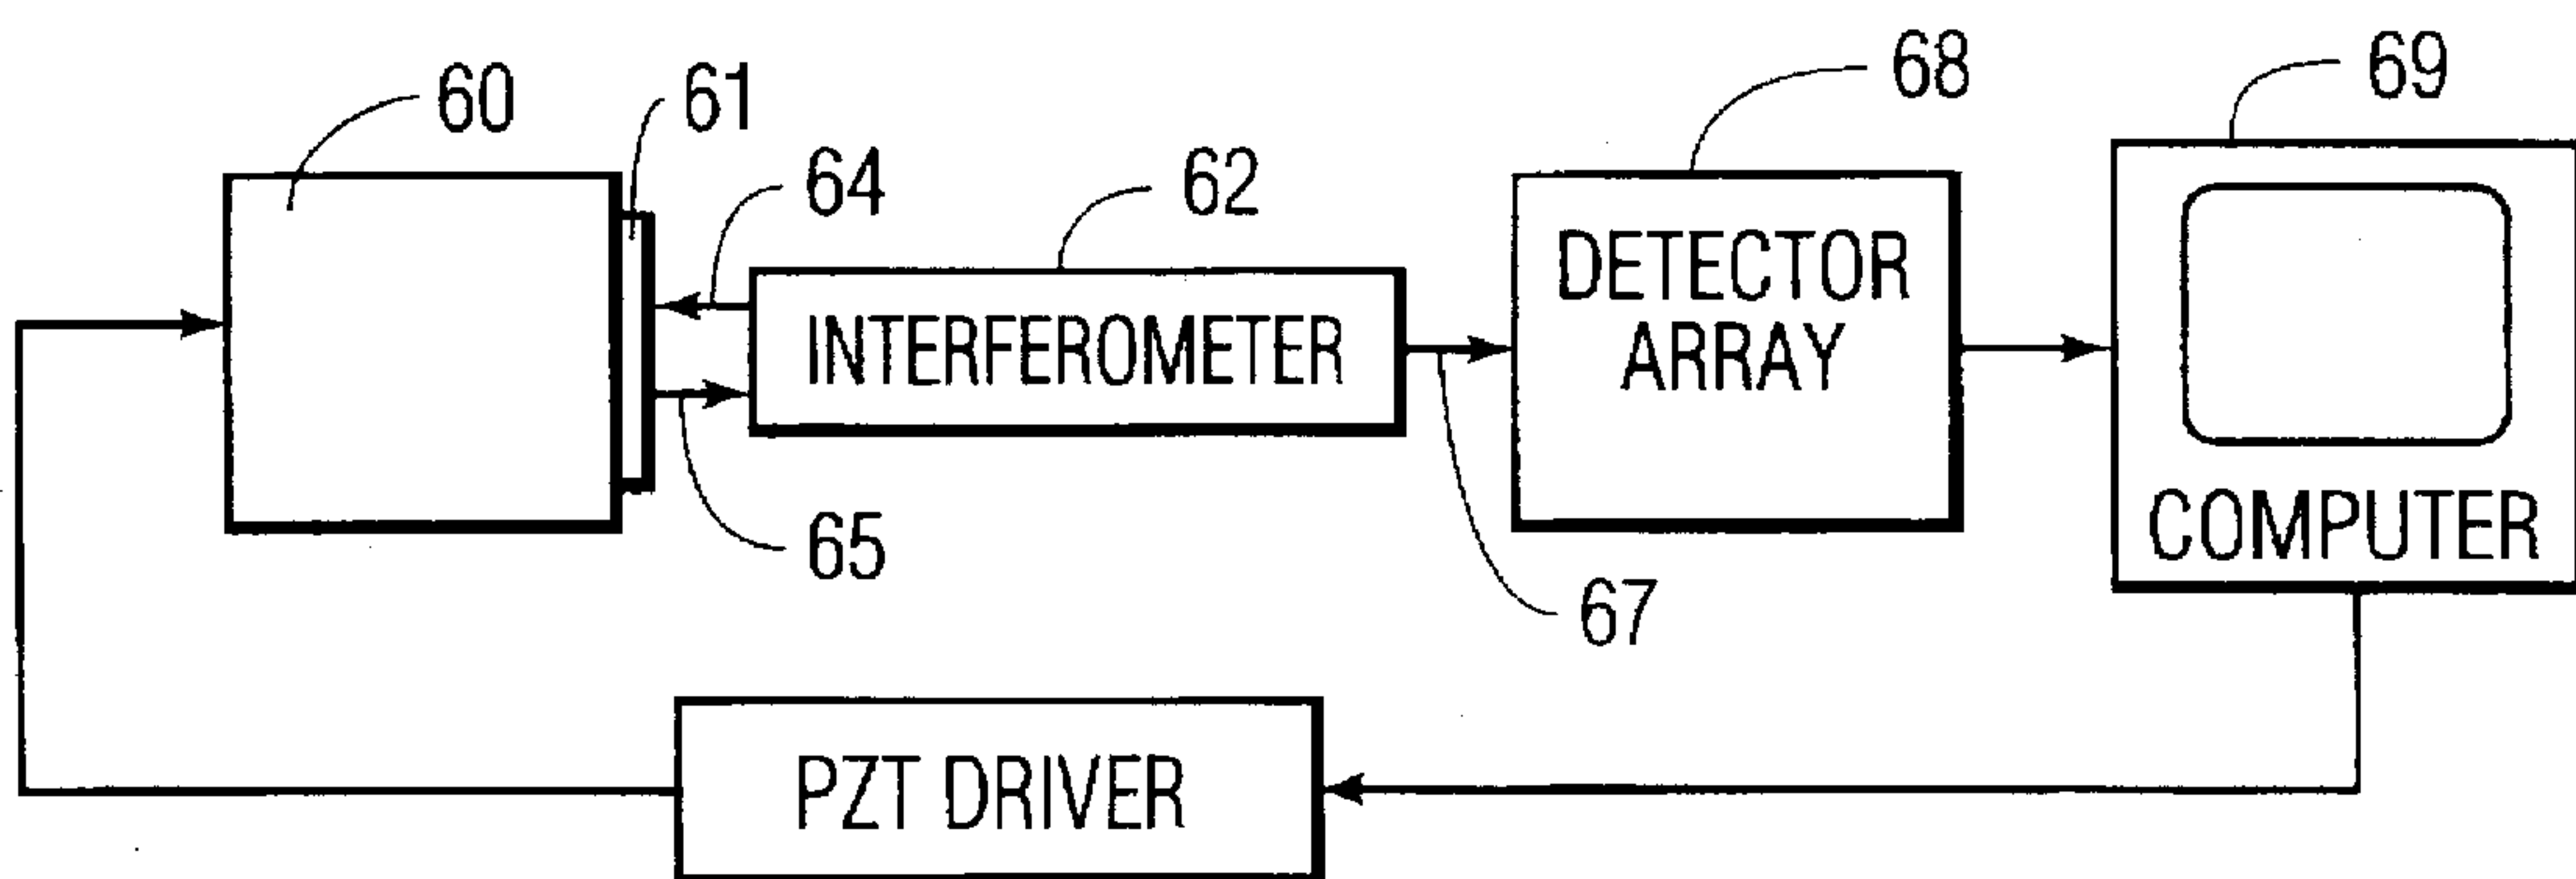 60
61
64
62
68
69
INTERFEROMETER
DETECTOR
ARRAY
COMPUTER
65
67
PZT DRIVER